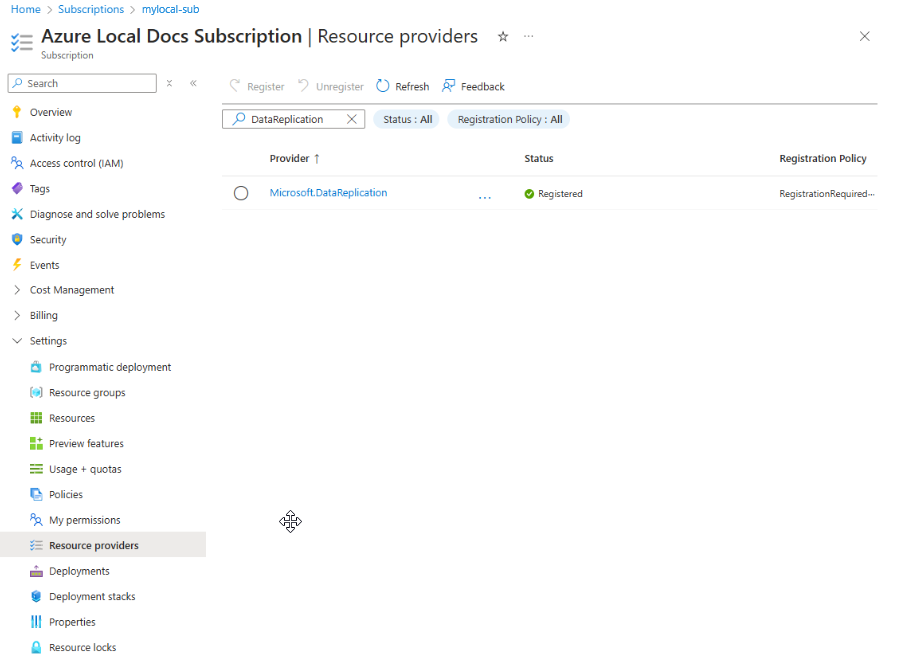 Home > Subscriptions > mylocal-sub
Azure Local Docs Subscription | Resource providers
Subscription
Search
Register Unregister Refresh Feedback
DataReplication Status : All Registration Policy : All
Provider ↑ Status Registration Policy
Microsoft.DataReplication ... Registered RegistrationRequired···
Overview
Activity log
Access control (IAM)
Tags
Diagnose and solve problems
Security
Events
Cost Management
Billing
Settings
Programmatic deployment
Resource groups
Resources
Preview features
Usage + quotas
Policies
My permissions
Resource providers
Deployments
Deployment stacks
Properties
Resource locks